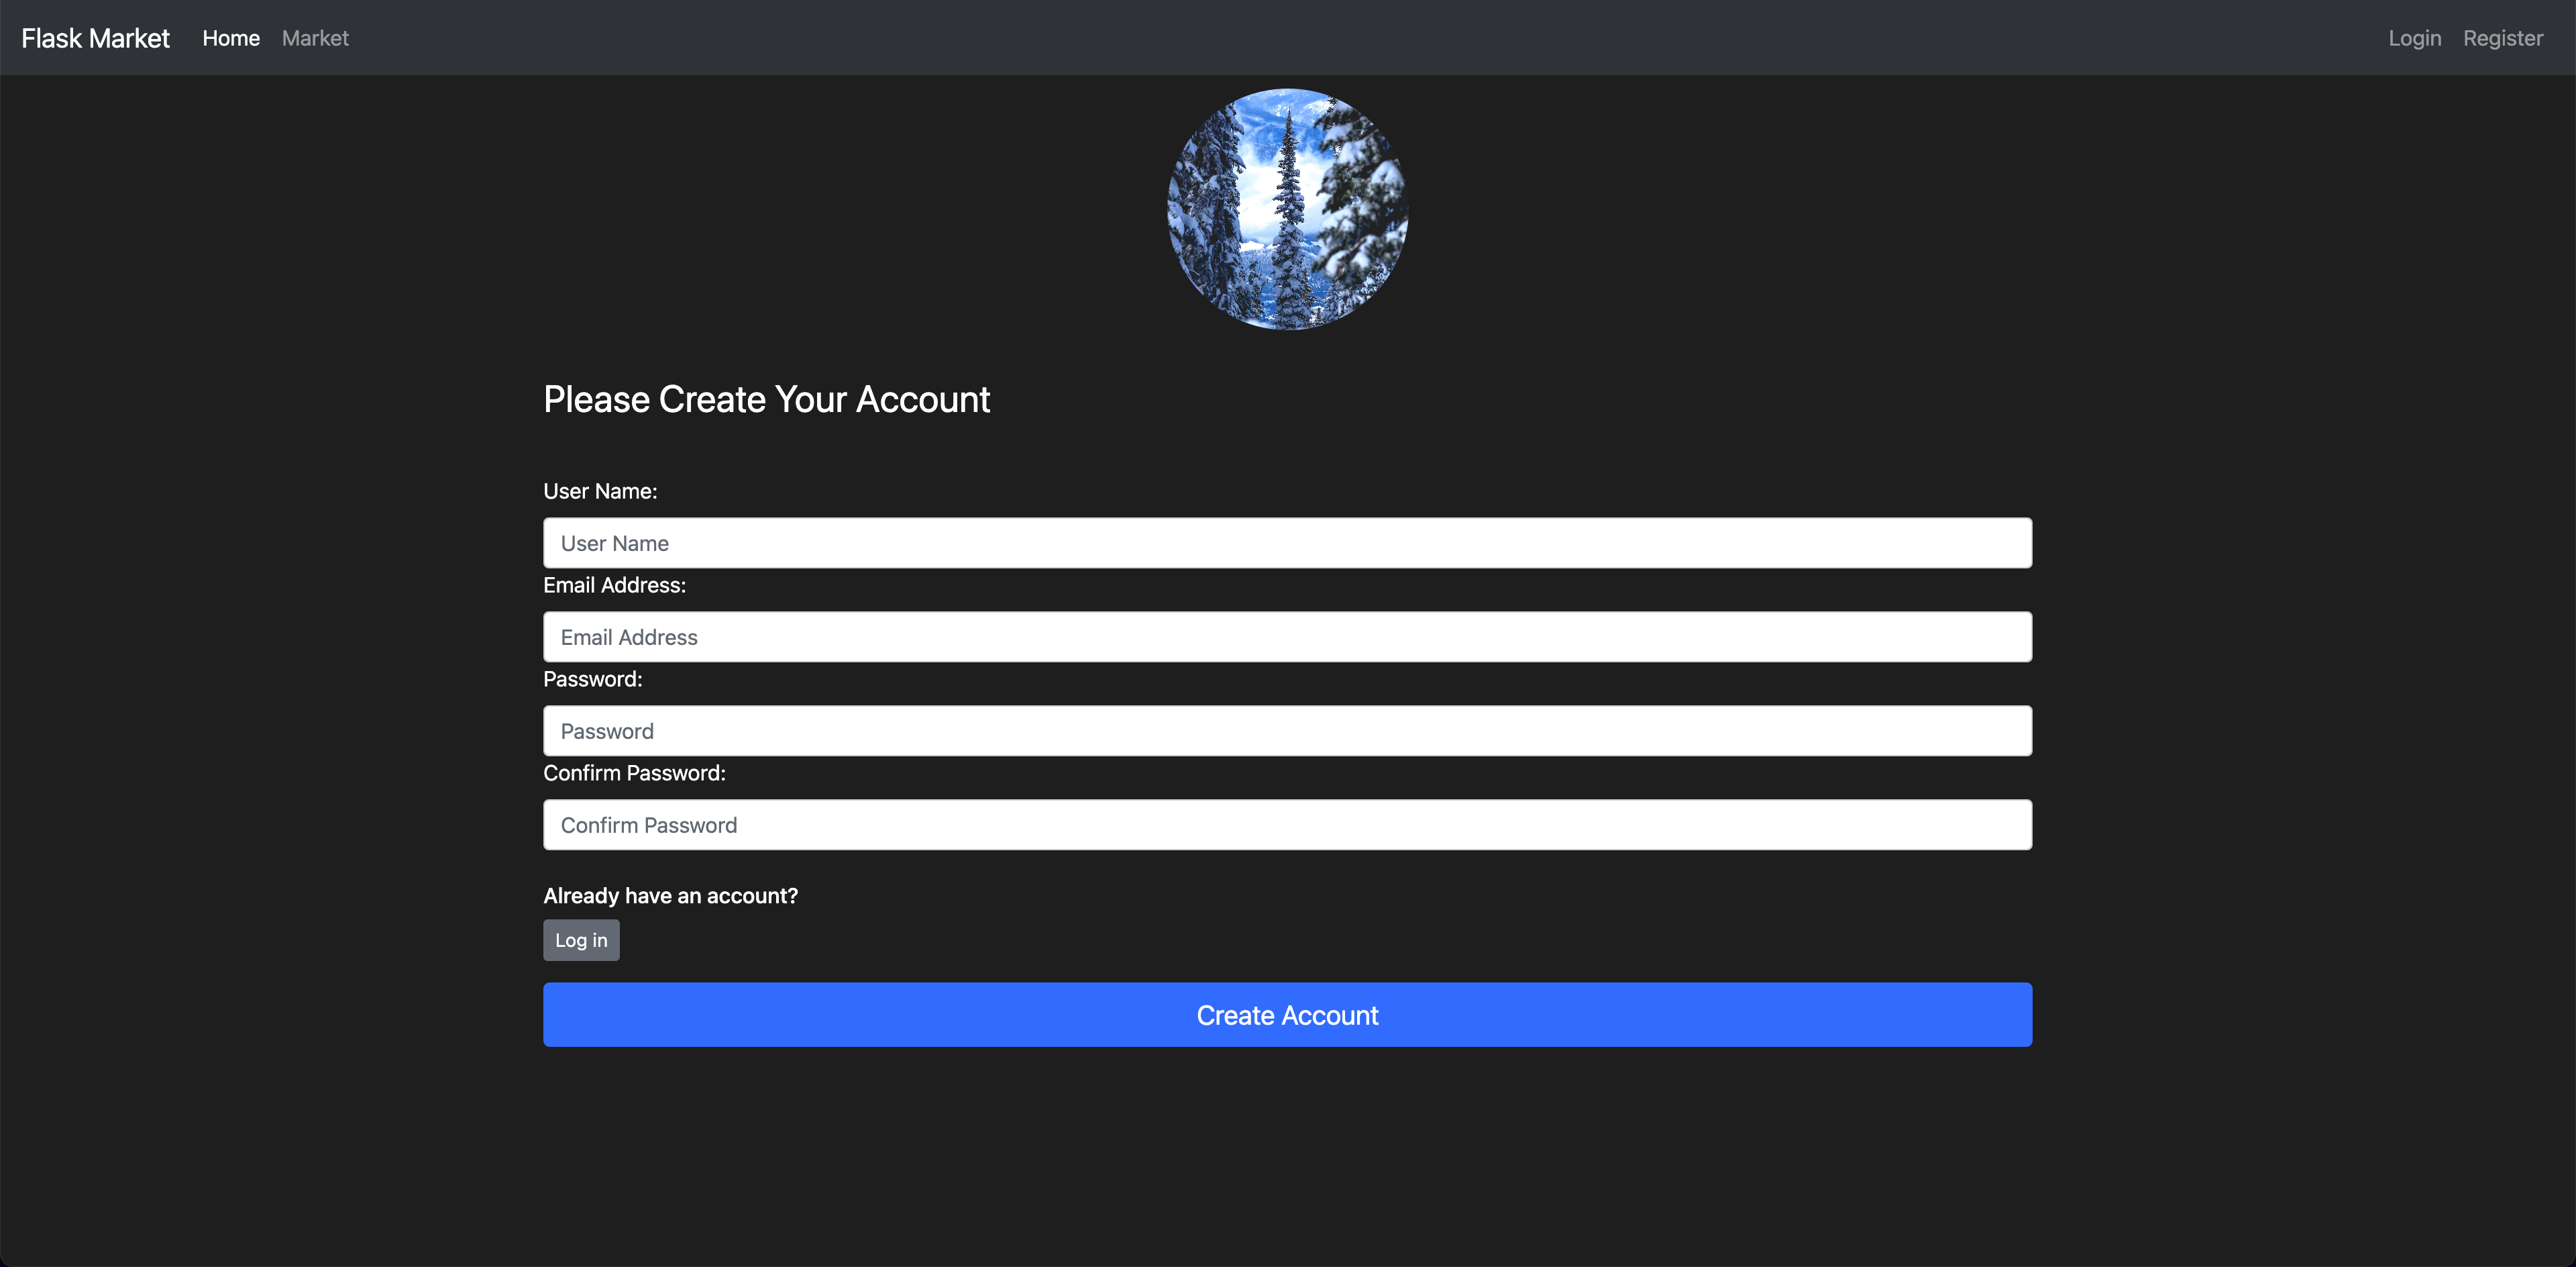 Flask Market Home Market Login Register
Please Create Your Account
User Name:
User Name
Email Address:
Email Address
Password:
Password
Confirm Password:
Confirm Password
Already have an account?
Log in
Create Account